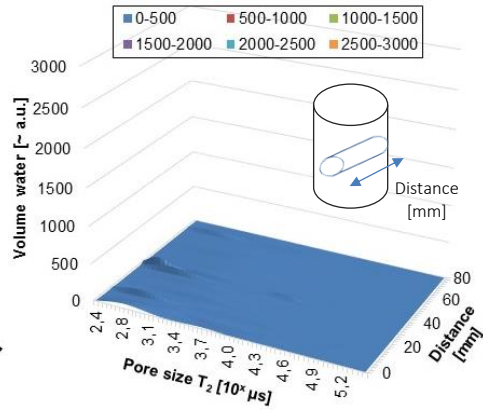 0-500 500-1000 1000-1500
1500-2000 2000-2500 2500-3000
3000
2500
2000
1500
1000
500
0
Volume water [~ a.u.]
Distance
[mm]
2,4
2,8
3,1
3,4
3,7
4,0
4,3
4,6
4,9
5,2
Pore size T2 [10ˣ µs]
0
20
40
60
80
Distance
[mm]